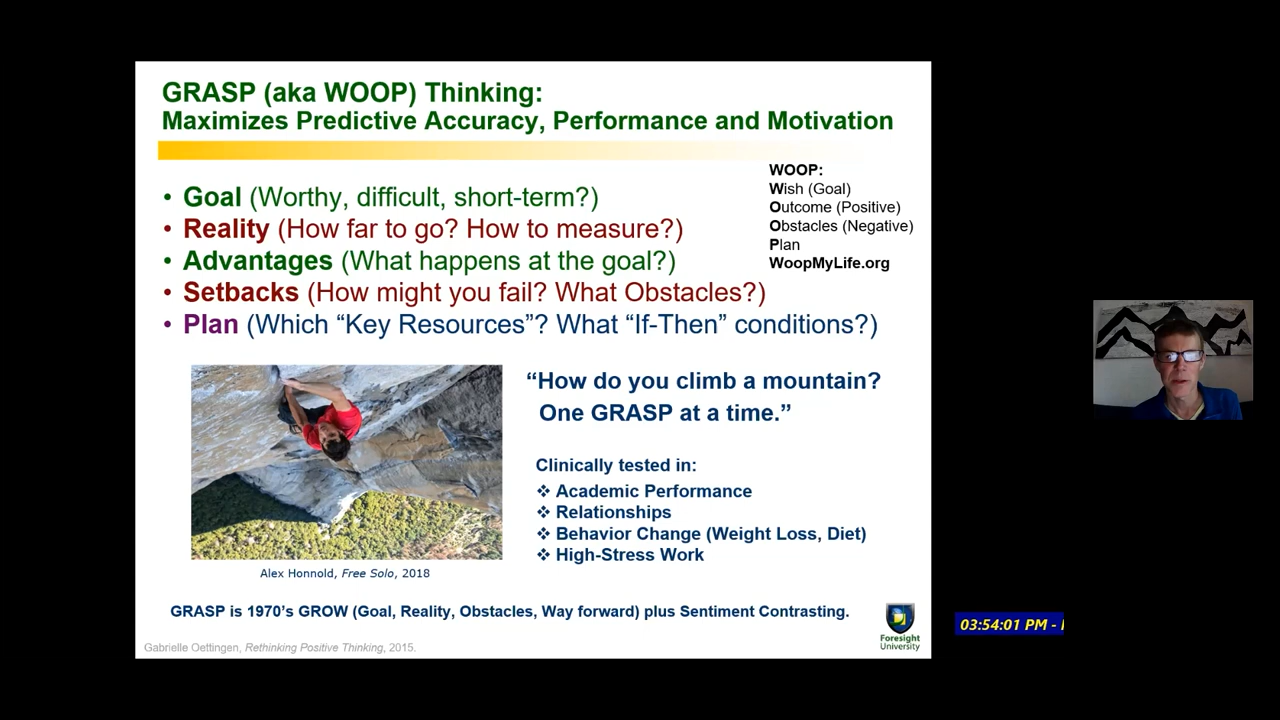 GRASP (aka WOOP) Thinking:
Maximizes Predictive Accuracy, Performance and Motivation
• Goal (Worthy, difficult, short-term?)
• Reality (How far to go? How to measure?)
• Advantages (What happens at the goal?)
• Setbacks (How might you fail? What Obstacles?)
• Plan (Which “Key Resources”? What “If-Then” conditions?)
WOOP:
Wish (Goal)
Outcome (Positive)
Obstacles (Negative)
Plan
WoopMyLife.org
“How do you climb a mountain?
One GRASP at a time.”
Clinically tested in:
❖ Academic Performance
❖ Relationships
❖ Behavior Change (Weight Loss, Diet)
❖ High-Stress Work
Alex Honnold, Free Solo, 2018
GRASP is 1970’s GROW (Goal, Reality, Obstacles, Way forward) plus Sentiment Contrasting.
Foresight
University
Gabrielle Oettingen, Rethinking Positive Thinking, 2015.
03:54:01 PM -